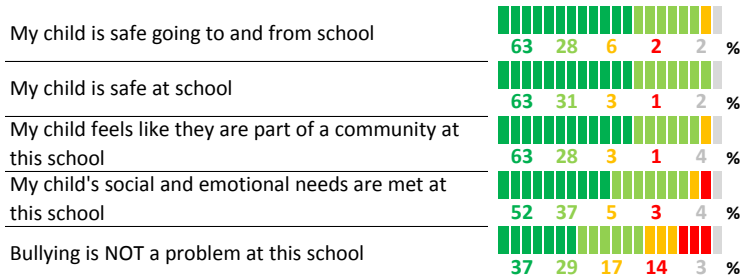 My child is safe going to and from school
63 28 6 2 2 %
My child is safe at school
63 31 3 1 2 %
My child feels like they are part of a community at
this school
63 28 3 1 4 %
My child's social and emotional needs are met at
this school
52 37 5 3 4 %
Bullying is NOT a problem at this school
37 29 17 14 3 %